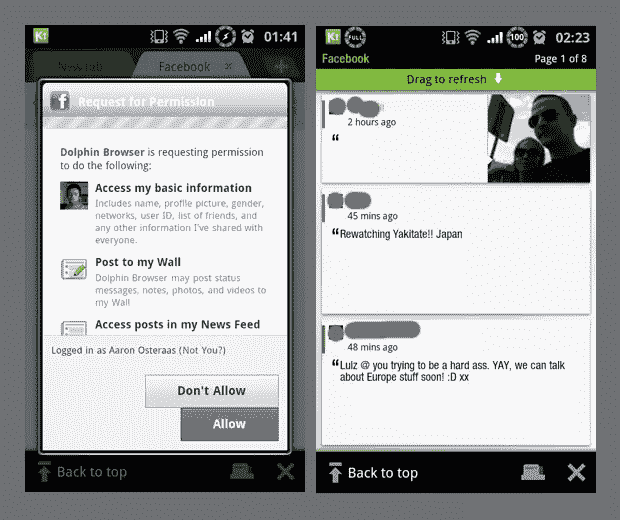 01:41
New tab
Facebook
Request for Permission
Dolphin Browser is requesting permission
to do the following:
Access my basic information
Includes name, profile picture, gender,
networks, user ID, list of friends, and
any other information I've shared with
everyone.
Post to my Wall
Dolphin Browser may post status
messages, notes, photos, and videos to
my Wall
Access posts in my News Feed
Logged in as Aaron Osteraas (Not You?)
Don't Allow
Allow
Back to top
FULL
100
02:23
Facebook
Page 1 of 8
Drag to refresh
2 hours ago
“
45 mins ago
“Rewatching Yakitate!! Japan
48 mins ago
“Lulz @ you trying to be a hard ass. YAY, we can talk
about Europe stuff soon! :D xx
Back to top